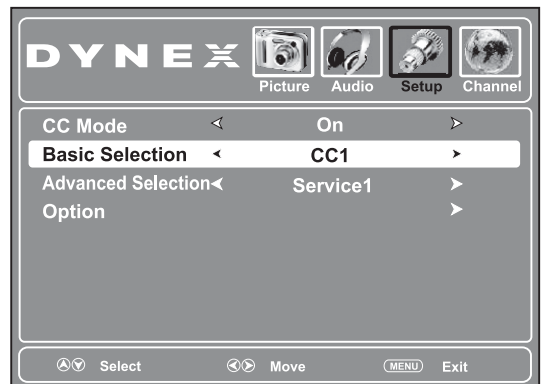 DYNEX
Picture Audio Setup Channel
CC Mode On
Basic Selection CC1
Advanced Selection Service1
Option
Select Move MENU Exit